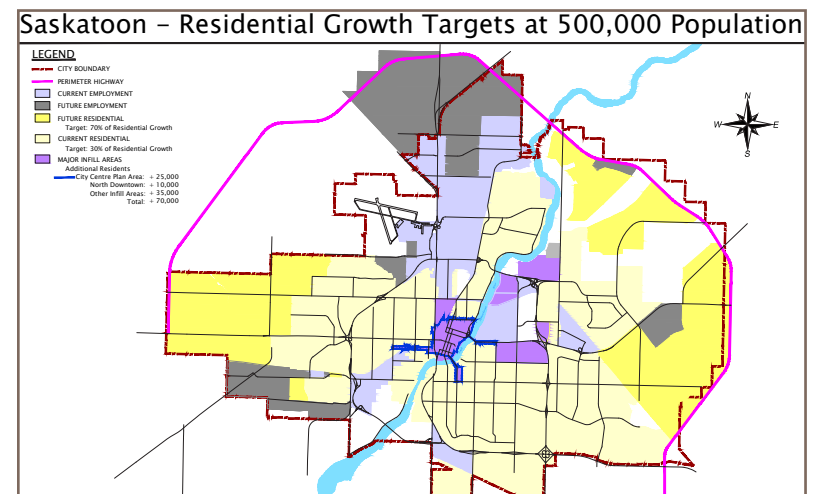 Saskatoon – Residential Growth Targets at 500,000 Population
LEGEND
CITY BOUNDARY
PERIMETER HIGHWAY
CURRENT EMPLOYMENT
FUTURE EMPLOYMENT
FUTURE RESIDENTIAL
Target: 70% of Residential Growth
CURRENT RESIDENTIAL
Target: 30% of Residential Growth
MAJOR INFILL AREAS
Additional Residents
City Centre Plan Area: + 25,000
North Downtown: + 10,000
Other Infill Areas: + 35,000
Total: + 70,000
N
W E
S